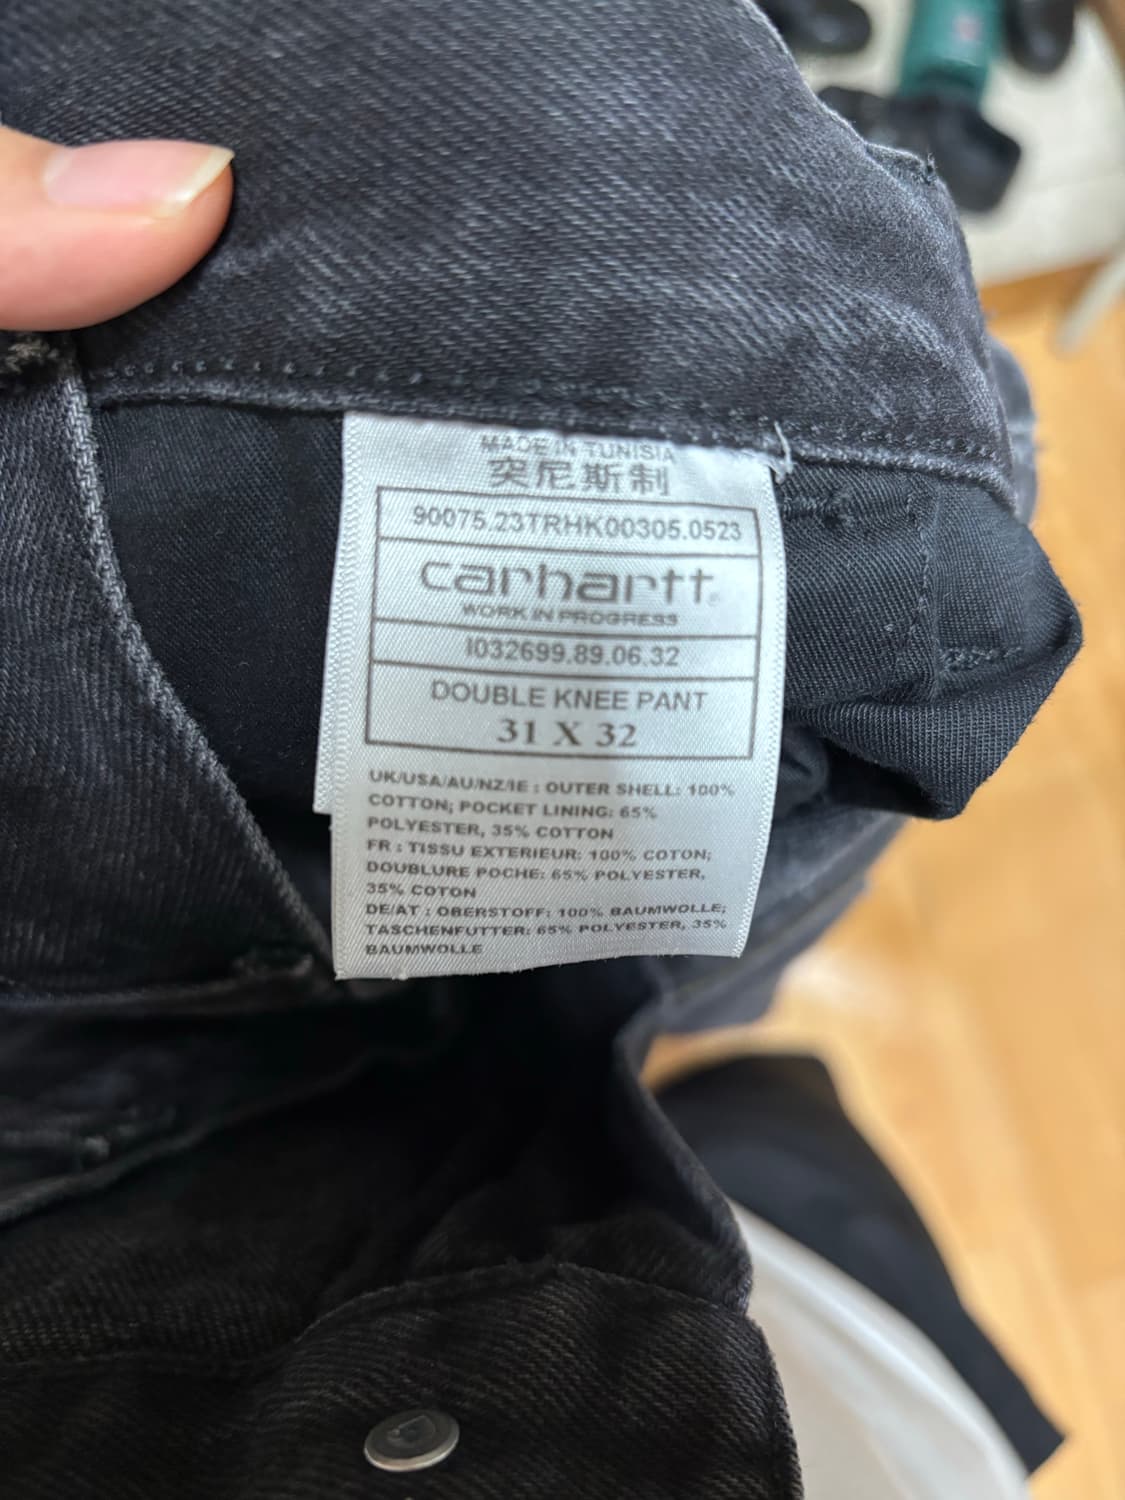 MADE IN TUNISIA
突尼斯制
90075.23TRHK00305.0523
carhartt
WORK IN PROGRESS
I032699.89.06.32
DOUBLE KNEE PANT
31 X 32
UK/USA/AU/NZ/IE : OUTER SHELL: 100%
COTTON; POCKET LINING: 65%
POLYESTER, 35% COTTON
FR : TISSU EXTERIEUR: 100% COTON;
DOUBLURE POCHE: 65% POLYESTER,
35% COTON
DE/AT : OBERSTOFF: 100% BAUMWOLLE;
TASCHENFUTTER: 65% POLYESTER, 35%
BAUMWOLLE